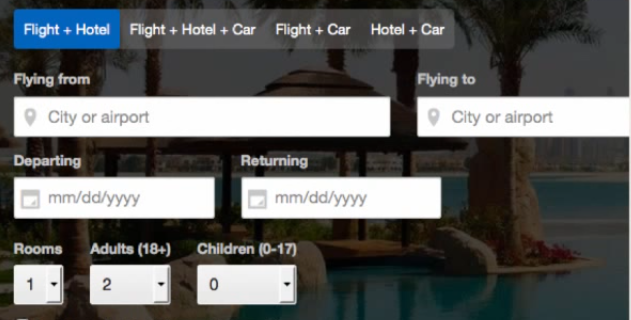 Flight + Hotel Flight + Hotel + Car Flight + Car Hotel + Car
Flying from Flying to
City or airport City or airport
Departing Returning
mm/dd/yyyy mm/dd/yyyy
Rooms Adults (18+) Children (0-17)
1 2 0